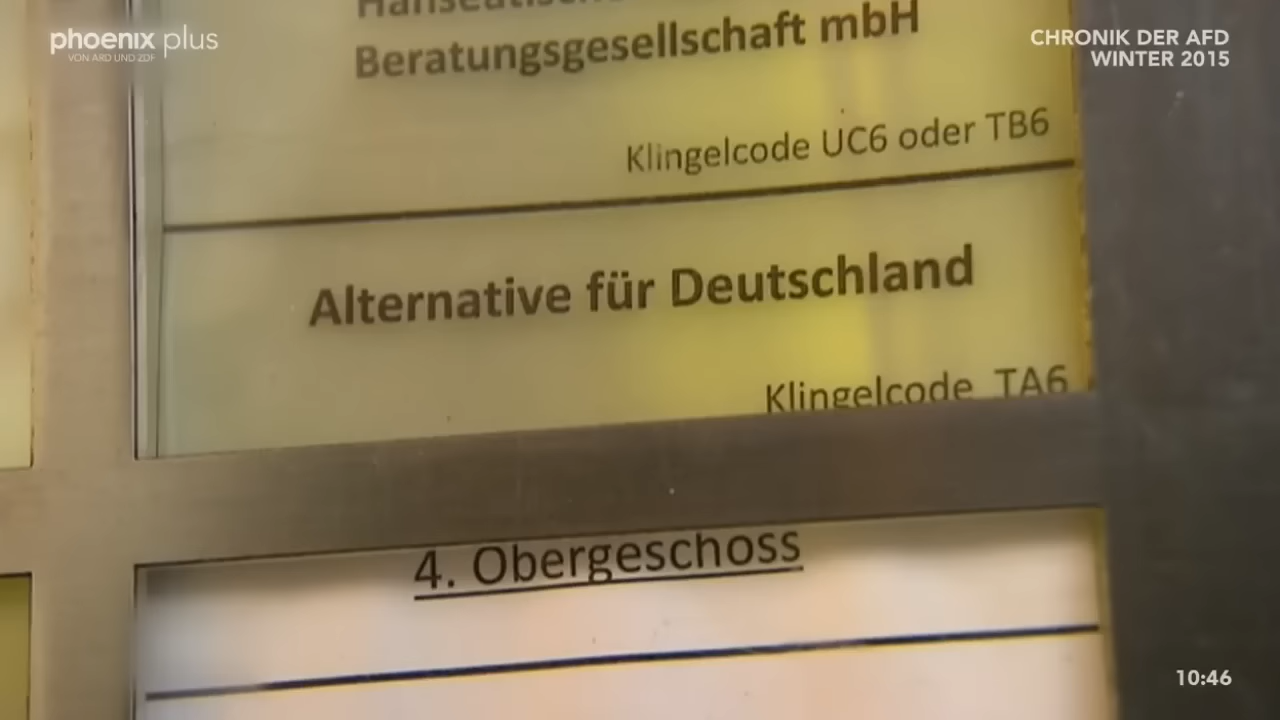 phoenix plus
VON ARD UND ZDF
CHRONIK DER AFD
WINTER 2015
Beratungsgesellschaft mbH
Klingelcode UC6 oder TB6
Alternative für Deutschland
Klingelcode TA6
4. Obergeschoss
10:46